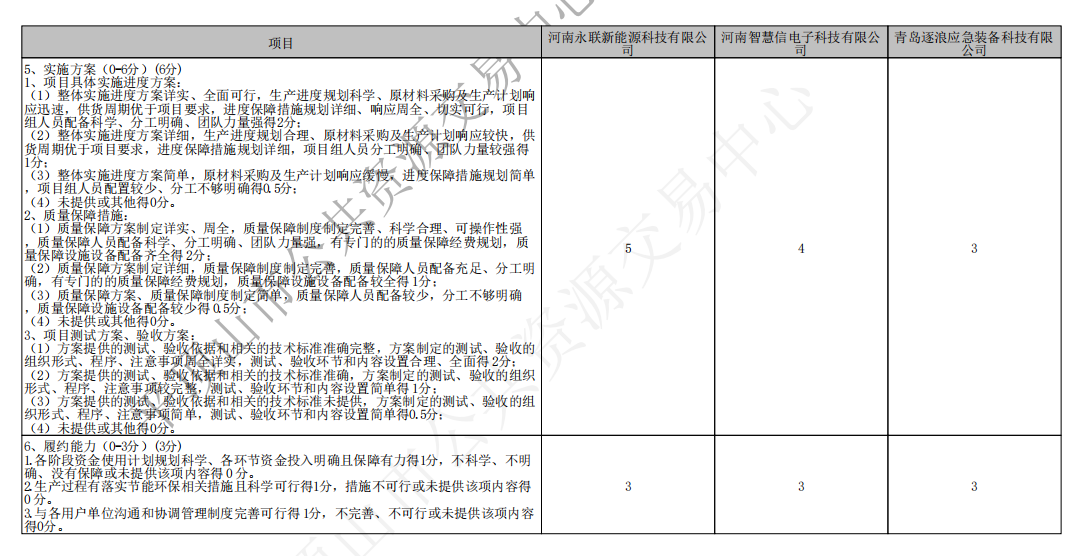 项目
河南永联新能源科技有限公
司
河南智慧信电子科技有限公
司
青岛逐浪应急装备科技有限
公司
5、实施方案（0-6分）(6分)
1、项目具体实施进度方案：
（1）整体实施进度方案详实、全面可行，生产进度规划科学、原材料采购及生产计划响
应迅速，供货周期优于项目要求，进度保障措施规划详细、响应周全、切实可行，项目
组人员配备科学、分工明确、团队力量强得2分；
（2）整体实施进度方案详细，生产进度规划合理、原材料采购及生产计划响应较快，供
货周期优于项目要求，进度保障措施规划详细，项目组人员分工明确、团队力量较强得
1分；
（3）整体实施进度方案简单，原材料采购及生产计划响应缓慢，进度保障措施规划简单
，项目组人员配置较少、分工不够明确得0.5分；
（4）未提供或其他得0分。
2、质量保障措施：
（1）质量保障方案制定详实、周全，质量保障制度制定完善、科学合理、可操作性强
，质量保障人员配备科学、分工明确、团队力量强，有专门的的质量保障经费规划，质
量保障设施设备配备齐全得2分；
（2）质量保障方案制定详细，质量保障制度制定完善，质量保障人员配备充足、分工明
确，有专门的的质量保障经费规划，质量保障设施设备配备较全得1分；
（3）质量保障方案、质量保障制度制定简单，质量保障人员配备较少，分工不够明确
，质量保障设施设备配备较少得0.5分；
（4）未提供或其他得0分。
3、项目测试方案、验收方案：
（1）方案提供的测试、验收依据和相关的技术标准准确完整，方案制定的测试、验收的
组织形式、程序、注意事项周全详实，测试、验收环节和内容设置合理、全面得2分；
（2）方案提供的测试、验收依据和相关的技术标准准确，方案制定的测试、验收的组织
形式、程序、注意事项较完整，测试、验收环节和内容设置简单得1分；
（3）方案提供的测试、验收依据和相关的技术标准未提供，方案制定的测试、验收的组
织形式、程序、注意事项简单，测试、验收环节和内容设置简单得0.5分；
（4）未提供或其他得0分。
5
4
3
6、履约能力（0-3分）(3分)
1.各阶段资金使用计划规划科学、各环节资金投入明确且保障有力得1分，不科学、不明
确、没有保障或未提供该项内容得0分。
2.生产过程有落实节能环保相关措施且科学可行得1分，措施不可行或未提供该项内容得
0分。
3.与各用户单位沟通和协调管理制度完善可行得1分，不完善、不可行或未提供该项内容
得0分。
3
3
3
山市公共资源交易中心
山市公共资源交易中心